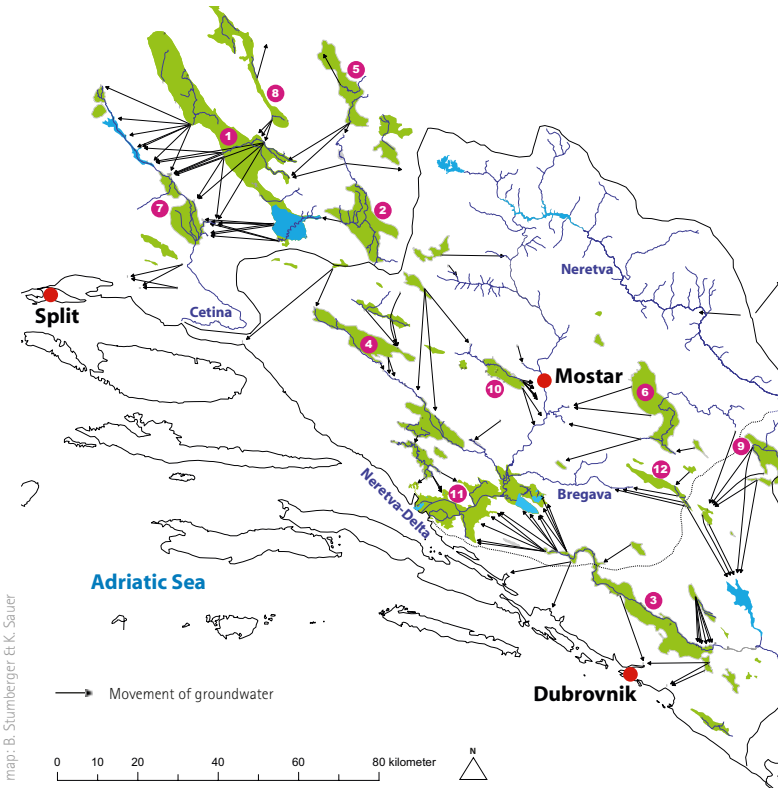 5
8
1
2
7
Neretva
Split
Cetina
4
Mostar
10
6
9
12
11
Bregava
Neretva-Delta
Adriatic Sea
3
Movement of groundwater
Dubrovnik
map: B. Stumberger & K. Sauer
0 10 20 40 60 80 kilometer
N